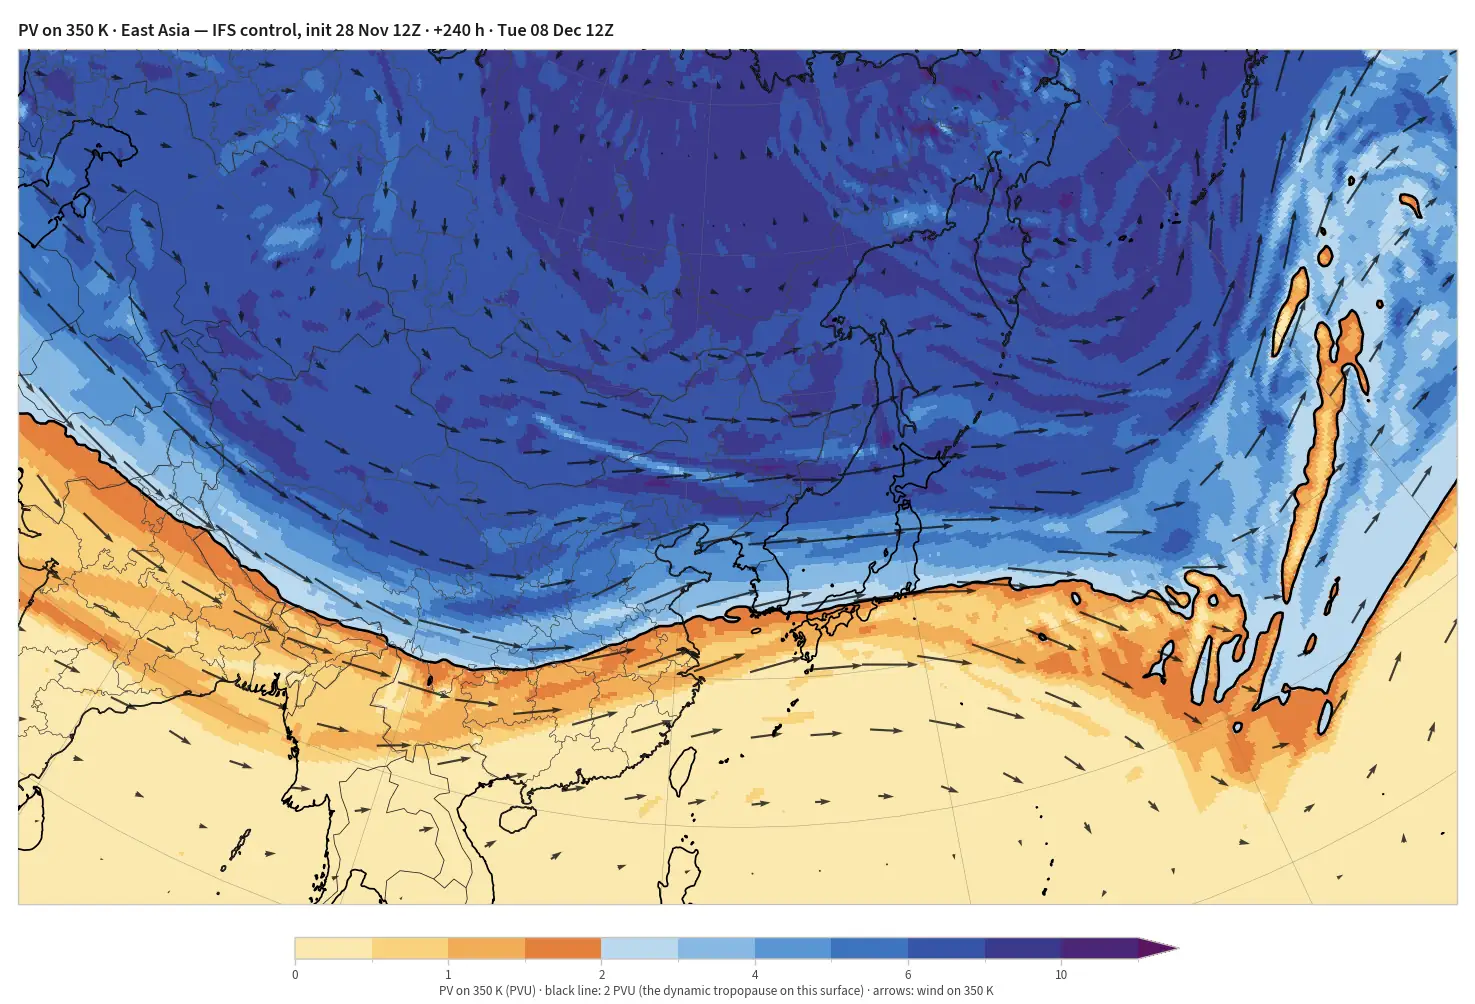 PV on 350 K · East Asia — IFS control, init 28 Nov 12Z · +240 h · Tue 08 Dec 12Z
0 1 2 4 6 10
PV on 350 K (PVU) · black line: 2 PVU (the dynamic tropopause on this surface) · arrows: wind on 350 K